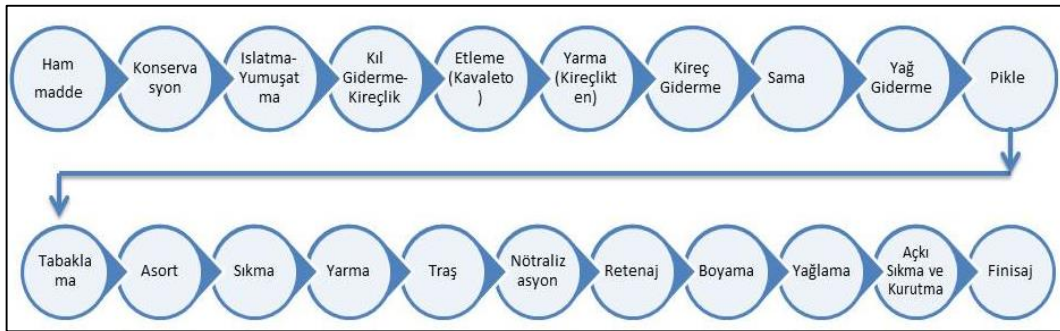 Ham
madde
Konserva
syon
Islatma-
Yumuşat
ma
Kıl
Giderme-
Kireçlik
Etleme
(Kavaleto
)
Yarma
(Kireçlikt
en)
Kireç
Giderme
Sama
Yağ
Giderme
Pikle
Tabakla
ma
Asort
Sıkma
Yarma
Traş
Nötraliz
asyon
Retenaj
Boyama
Yağlama
Açkı
Sıkma ve
Kurutma
Finisaj